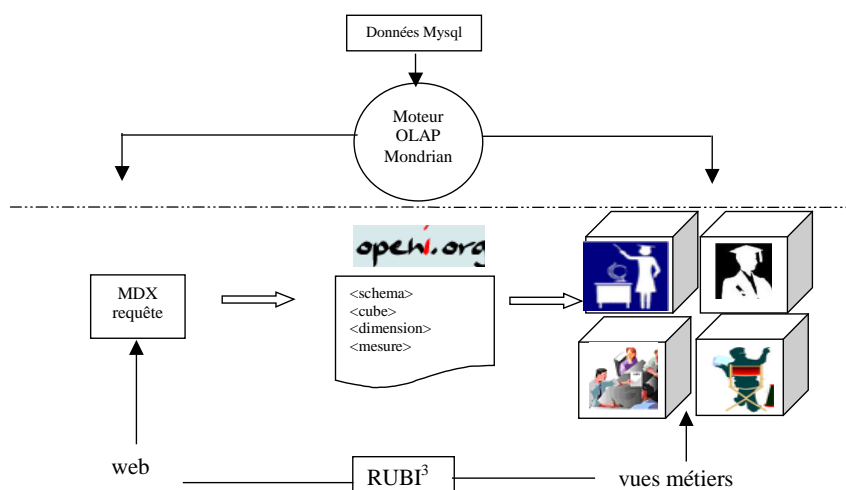 Données Mysql
Moteur
OLAP
Mondrian
openi.org
MDX
requête
<schema>
<cube>
<dimension>
<mesure>
web
RUBI³
vues métiers